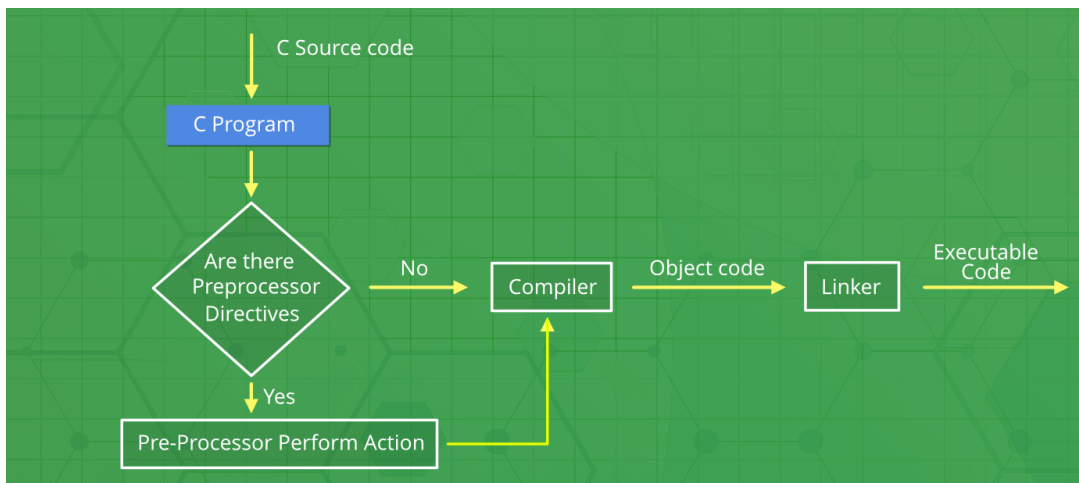 C Source code
C Program
Are there
Preprocessor
Directives
No
Compiler
Object code
Linker
Executable
Code
Yes
Pre-Processor Perform Action